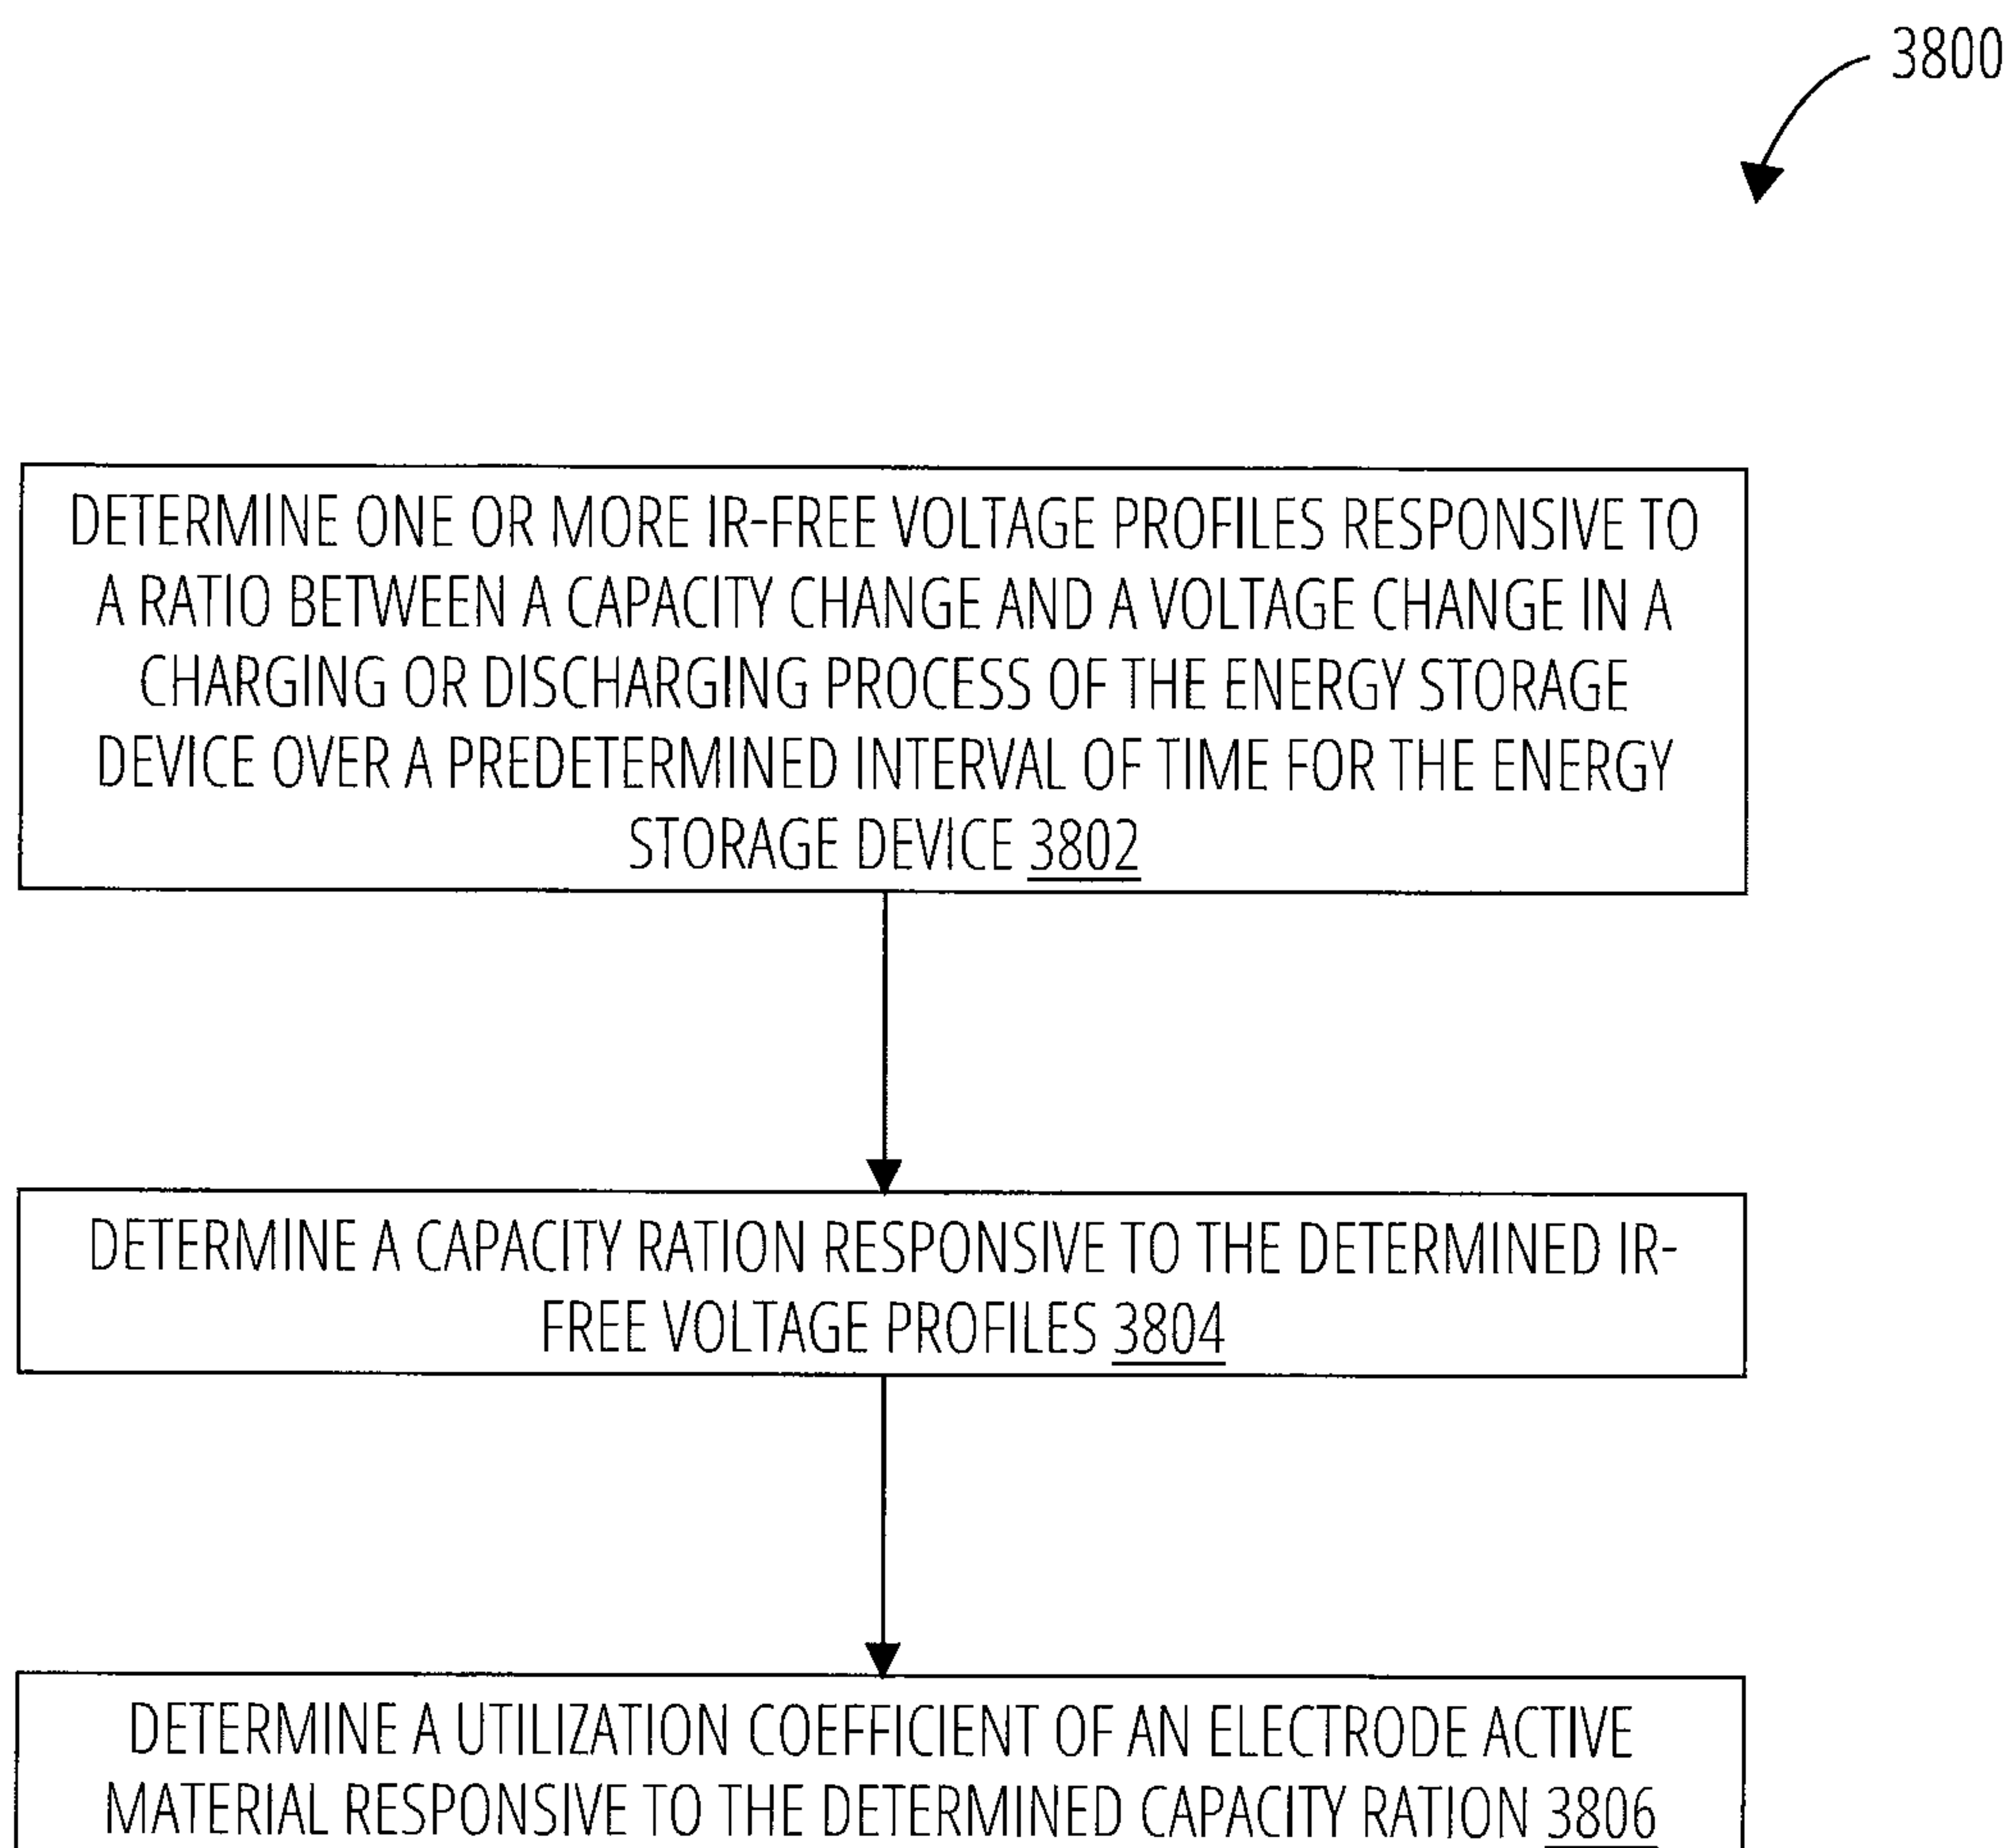 3800
DETERMINE ONE OR MORE IR-FREE VOLTAGE PROFILES RESPONSIVE TO
A RATIO BETWEEN A CAPACITY CHANGE AND A VOLTAGE CHANGE IN A
CHARGING OR DISCHARGING PROCESS OF THE ENERGY STORAGE
DEVICE OVER A PREDETERMINED INTERVAL OF TIME FOR THE ENERGY
STORAGE DEVICE 3802
DETERMINE A CAPACITY RATION RESPONSIVE TO THE DETERMINED IR-
FREE VOLTAGE PROFILES 3804
DETERMINE A UTILIZATION COEFFICIENT OF AN ELECTRODE ACTIVE
MATERIAL RESPONSIVE TO THE DETERMINED CAPACITY RATION 3806